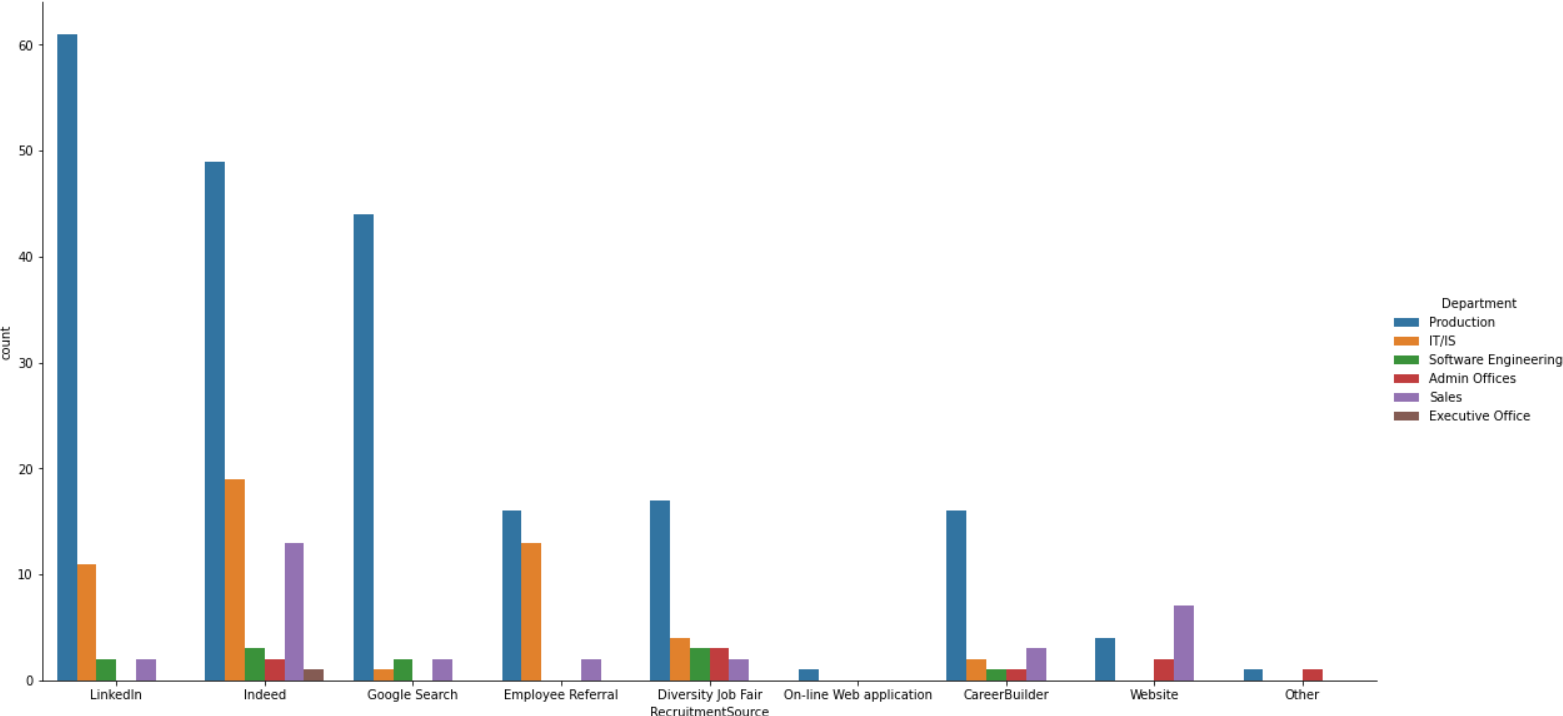 60
50
40
30
20
10
0
count
LinkedIn
Indeed
Google Search
Employee Referral
Diversity Job Fair
On-line Web application
CareerBuilder
Website
Other
RecruitmentSource
Department
Production
IT/IS
Software Engineering
Admin Offices
Sales
Executive Office